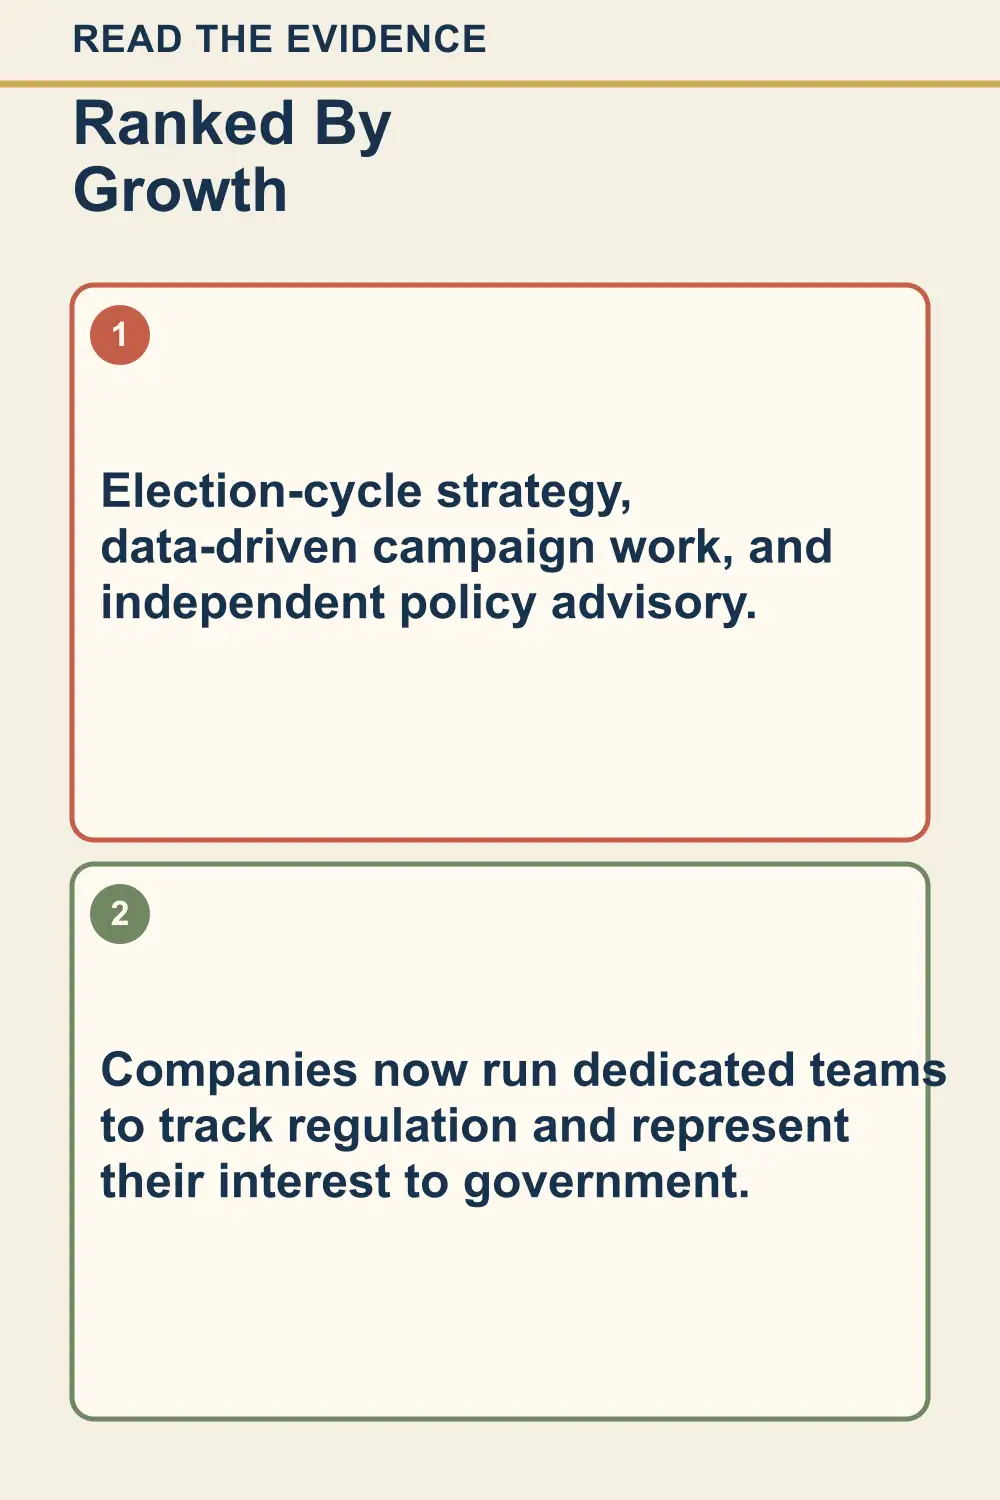 READ THE EVIDENCE
Ranked By
Growth
1
Election-cycle strategy,
data-driven campaign work, and
independent policy advisory.
2
Companies now run dedicated teams
to track regulation and represent
their interest to government.